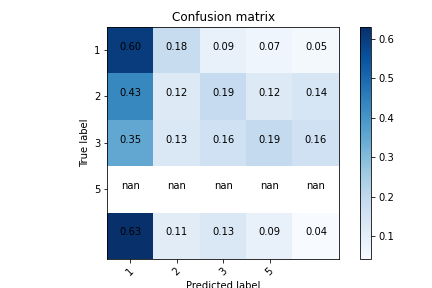 Confusion matrix
1 0.60 0.18 0.09 0.07 0.05
2 0.43 0.12 0.19 0.12 0.14
3 0.35 0.13 0.16 0.19 0.16
5 nan nan nan nan nan
0.63 0.11 0.13 0.09 0.04
True label
1 2 3 5
Predicted label
0.6
0.5
0.4
0.3
0.2
0.1